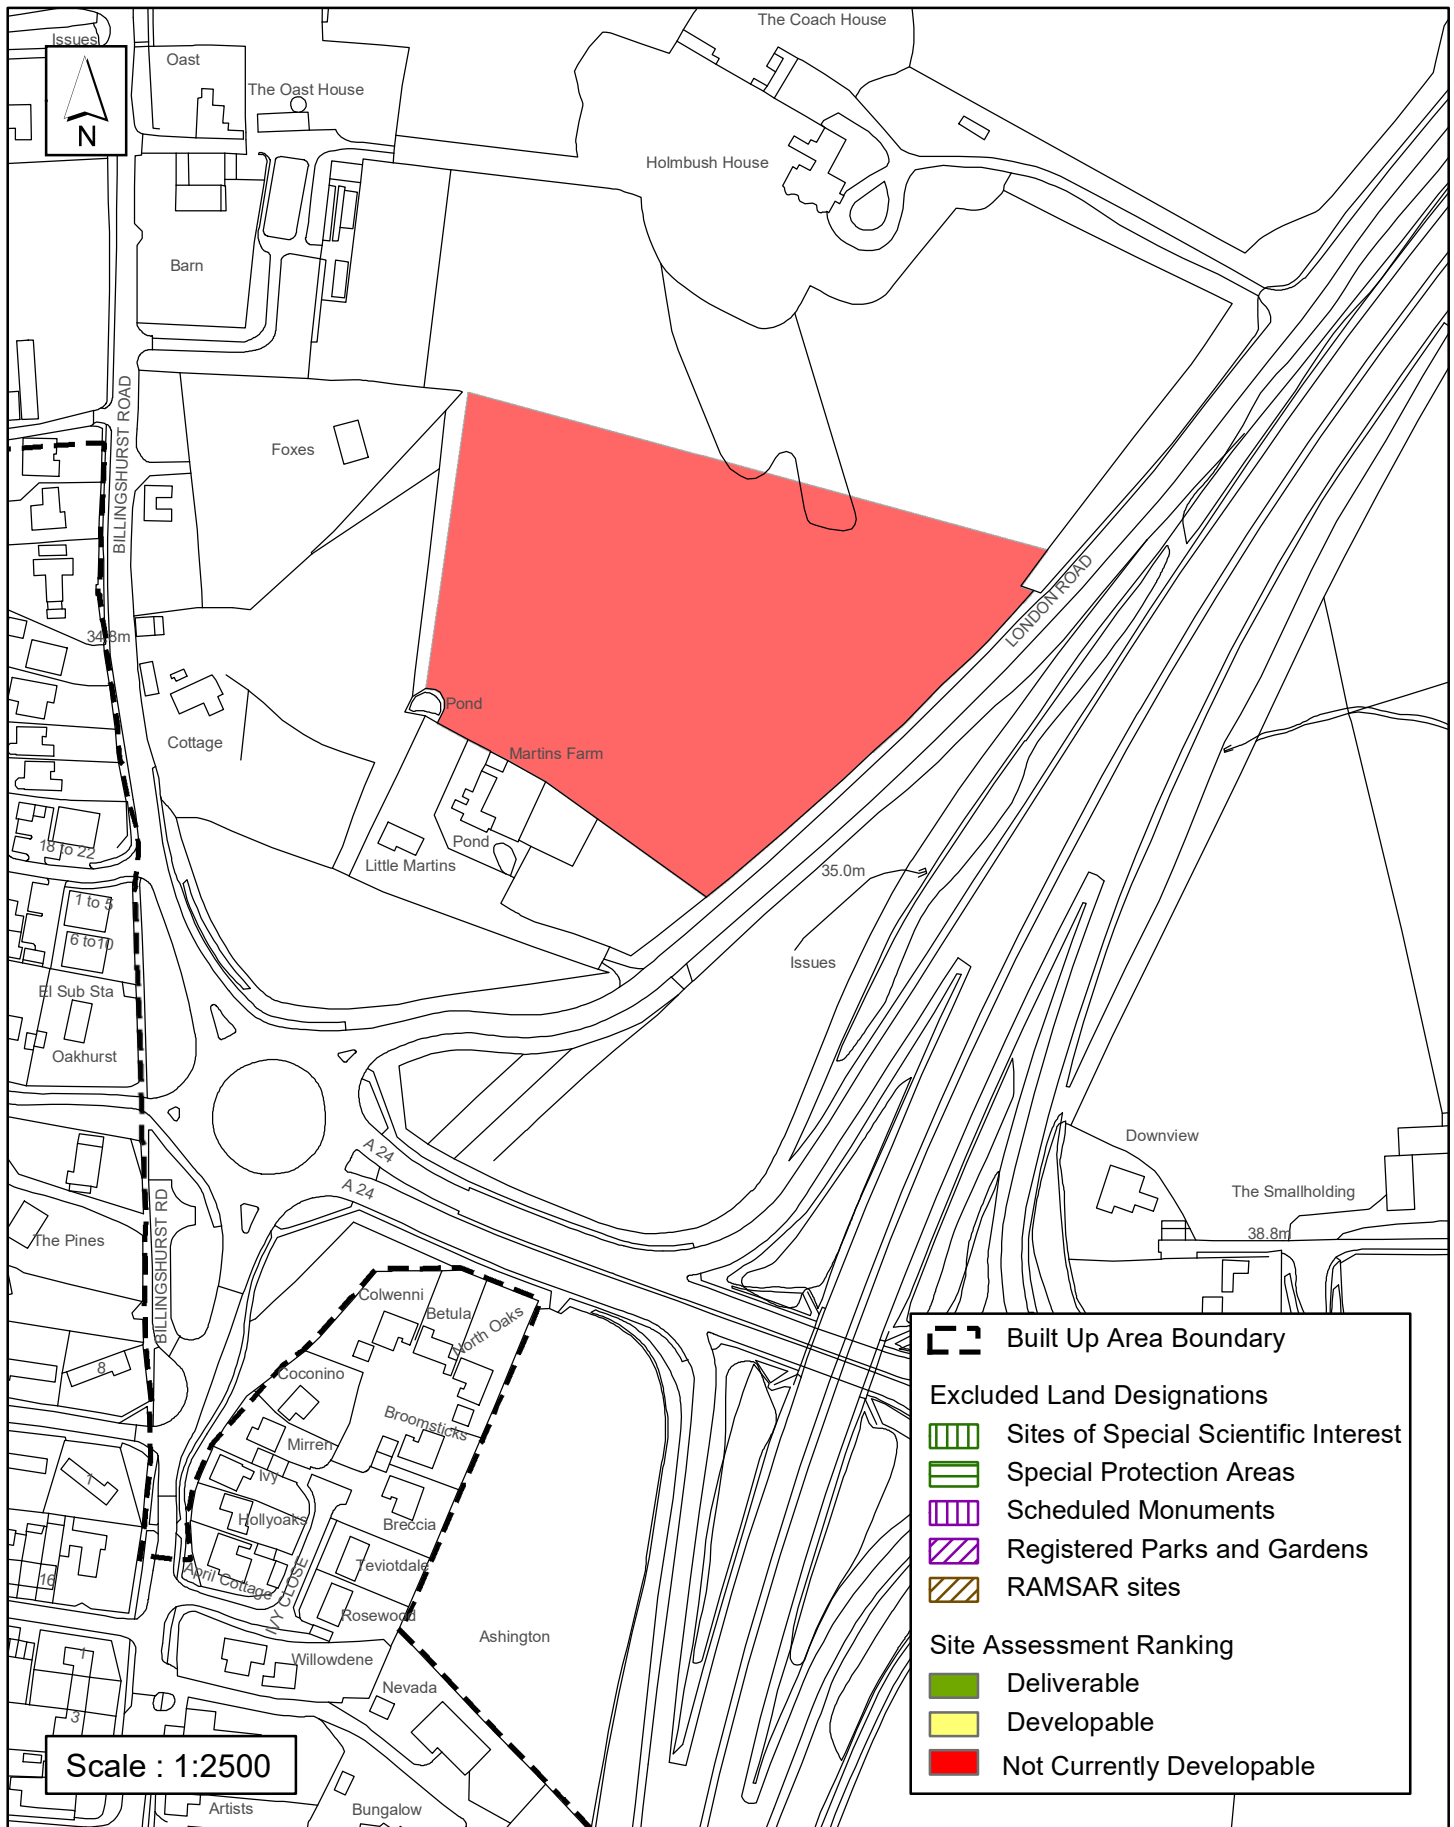 The Coach House
Issues
Oast
The Oast House
N
Holmbush House
Barn
BILLINGSHURST ROAD
Foxes
LONDON ROAD
34.8m
Pond
Cottage
Martins Farm
Pond
18 to 22
Little Martins
35.0m
1 to 5
6 to10
Issues
El Sub Sta
Oakhurst
Downview
A 24
A 24
The Smallholding
BILLINGSHURST RD
The Pines
38.8m
Colwenni
Betula
North Oaks
8
Coconino
Broomsticks
Mirren
Ivy
1
Hollyoaks
Breccia
Teviotdale
April Cottage
16
IVY CLOSE
Rosewood
Ashington
1
Willowdene
Nevada
3
Artists
Bungalow
Scale : 1:2500
Built Up Area Boundary
Excluded Land Designations
Sites of Special Scientific Interest
Special Protection Areas
Scheduled Monuments
Registered Parks and Gardens
RAMSAR sites
Site Assessment Ranking
Deliverable
Developable
Not Currently Developable